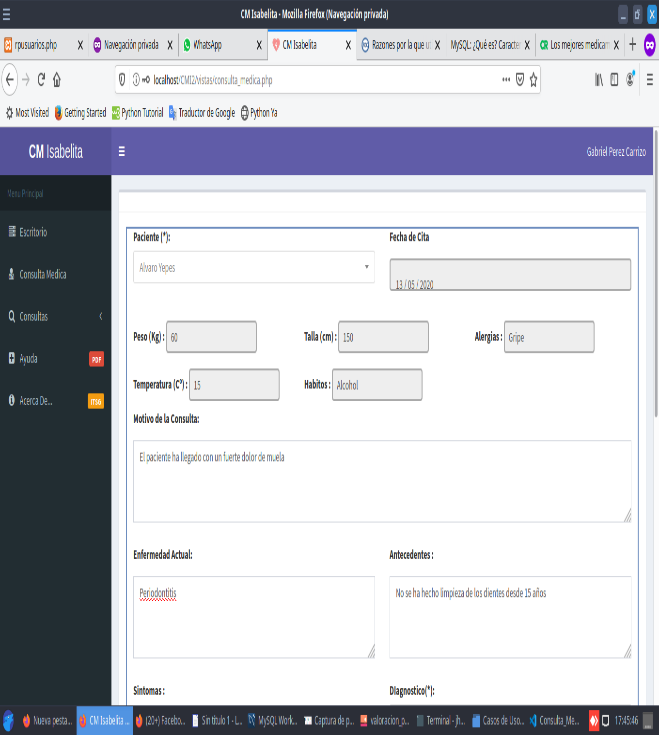 CM Isabelita - Mozilla Firefox (Navegación privada)
rpusuarios.php
Navegación privada
WhatsApp
CM Isabelita
Razones por la que ut
MySQL: ¿Qué es? Caracter
Los mejores medicam
localhost/CM12/vistas/consulta_medica.php
Most Visited Getting Started Python Tutorial Traductor de Google Python Ya
CM Isabelita
Gabriel Perez Carrizo
Menu Principal
Escritorio
Consulta Medica
Consultas
Ayuda PDF
Acerca De... ITSG
Paciente (*): Fecha de Cita
Alvaro Yepes 13 / 05 / 2020
Peso (Kg) : 60 Talla (cm) : 150 Alergias : Gripe
Temperatura (C°) : 15 Habitos : Alcohol
Motivo de la Consulta:
El paciente ha llegado con un fuerte dolor de muela
Enfermedad Actual: Antecedentes :
Periodontitis No se ha hecho limpieza de los dientes desde 15 años
Sintomas : DIagnostico(*):
Nueva pesta... CM Isabelita ... (20+) Facebo... Sin título 1 - L... MySQL Work... Captura de p... valoracion_p... Terminal - jh... Casos de Uso... Consulta_Me... 17:45:46